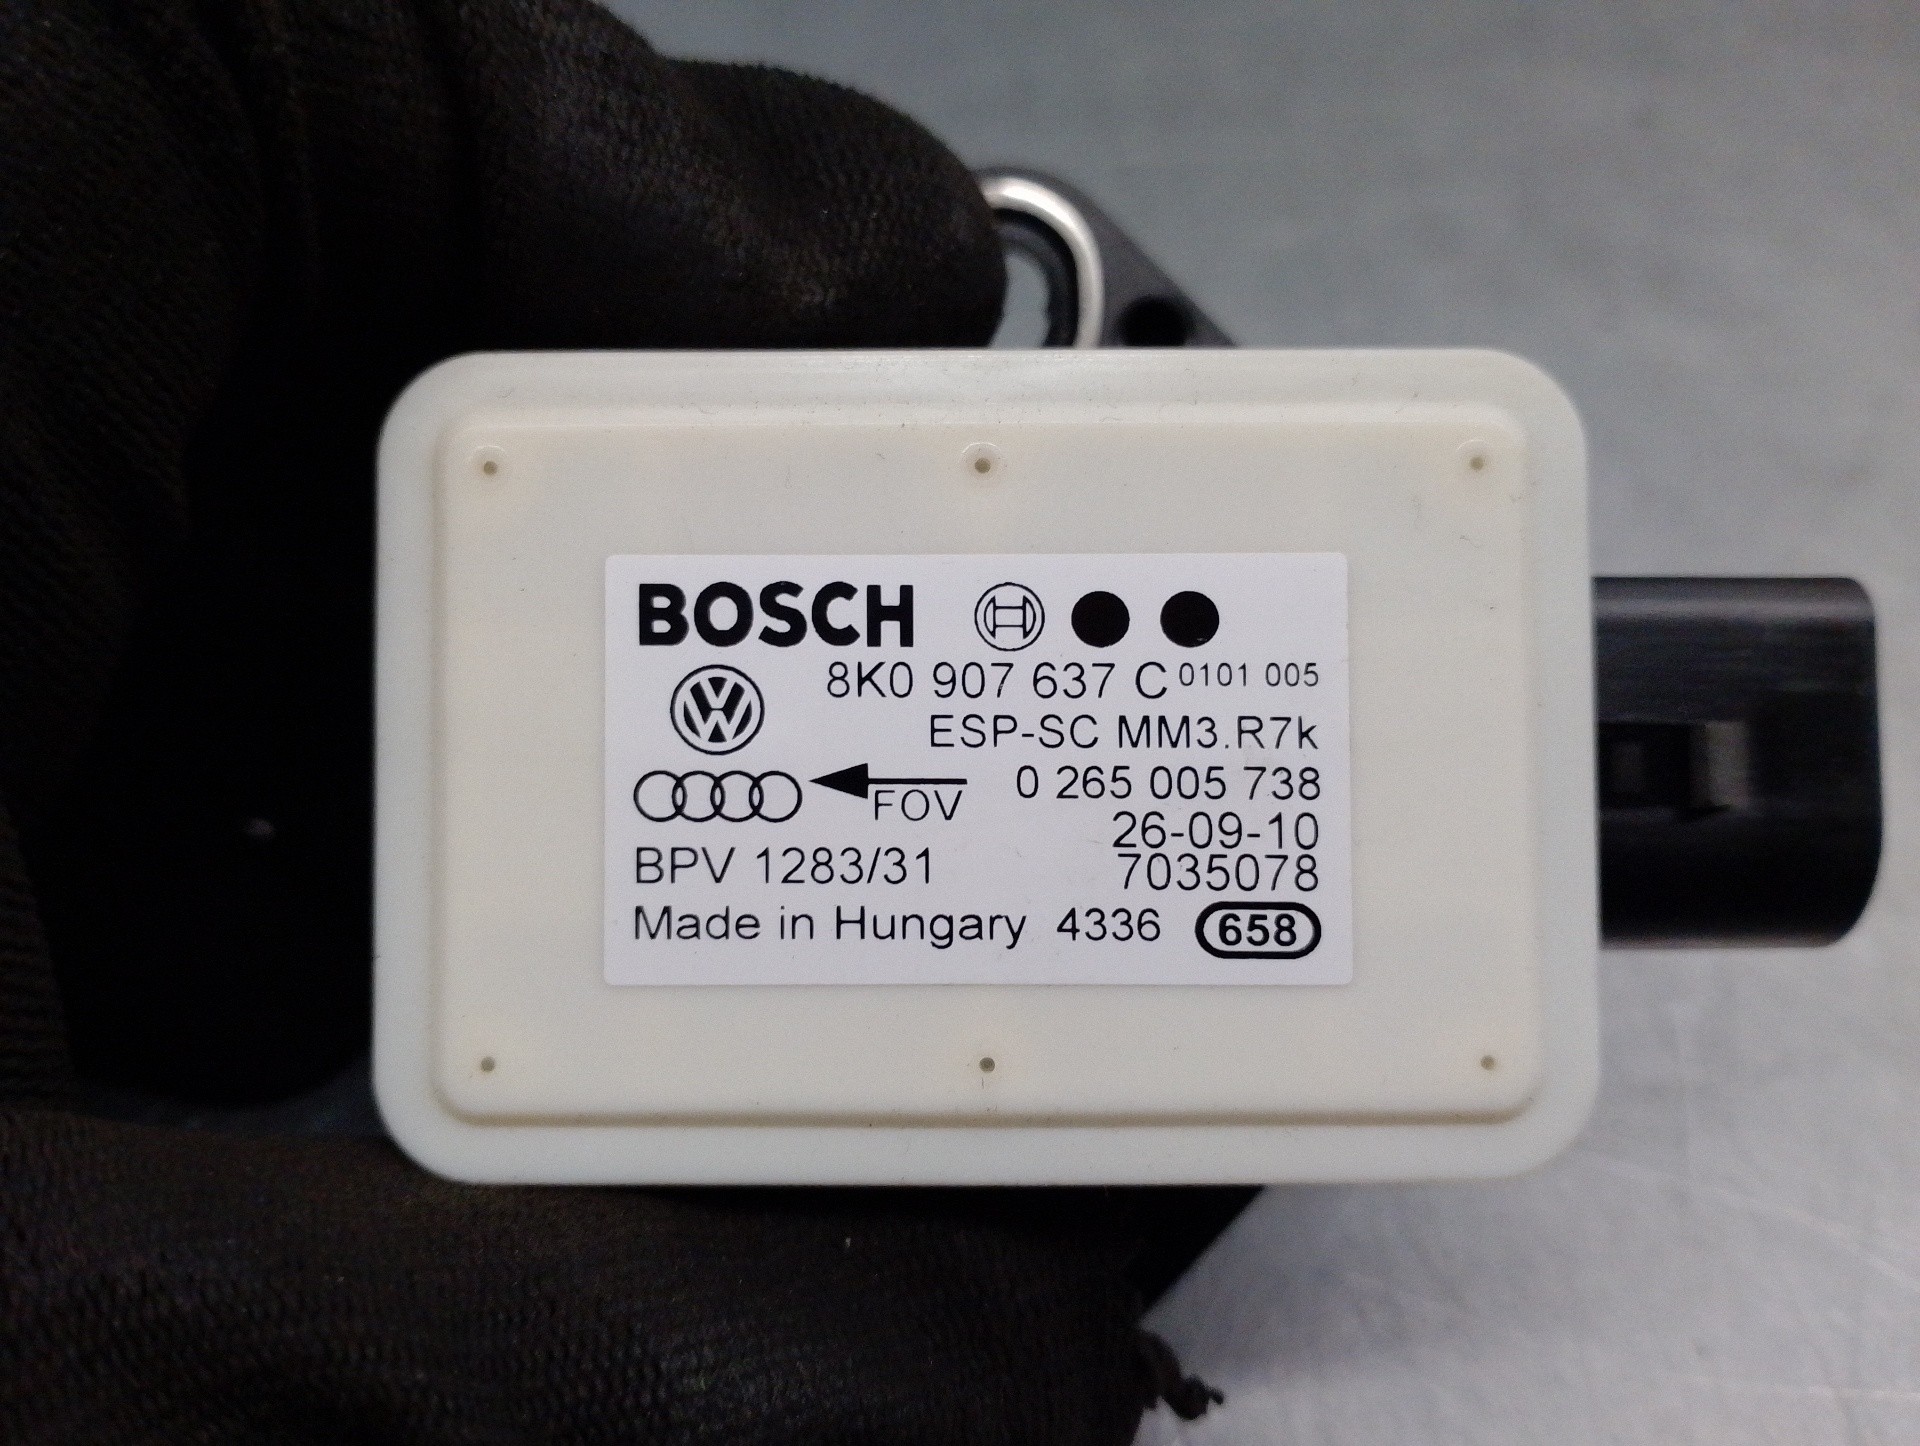 BOSCH
8K0 907 637 C 0101 005
ESP-SC MM3.R7k
0 265 005 738
FOV
26-09-10
BPV 1283/31 7035078
Made in Hungary 4336 658